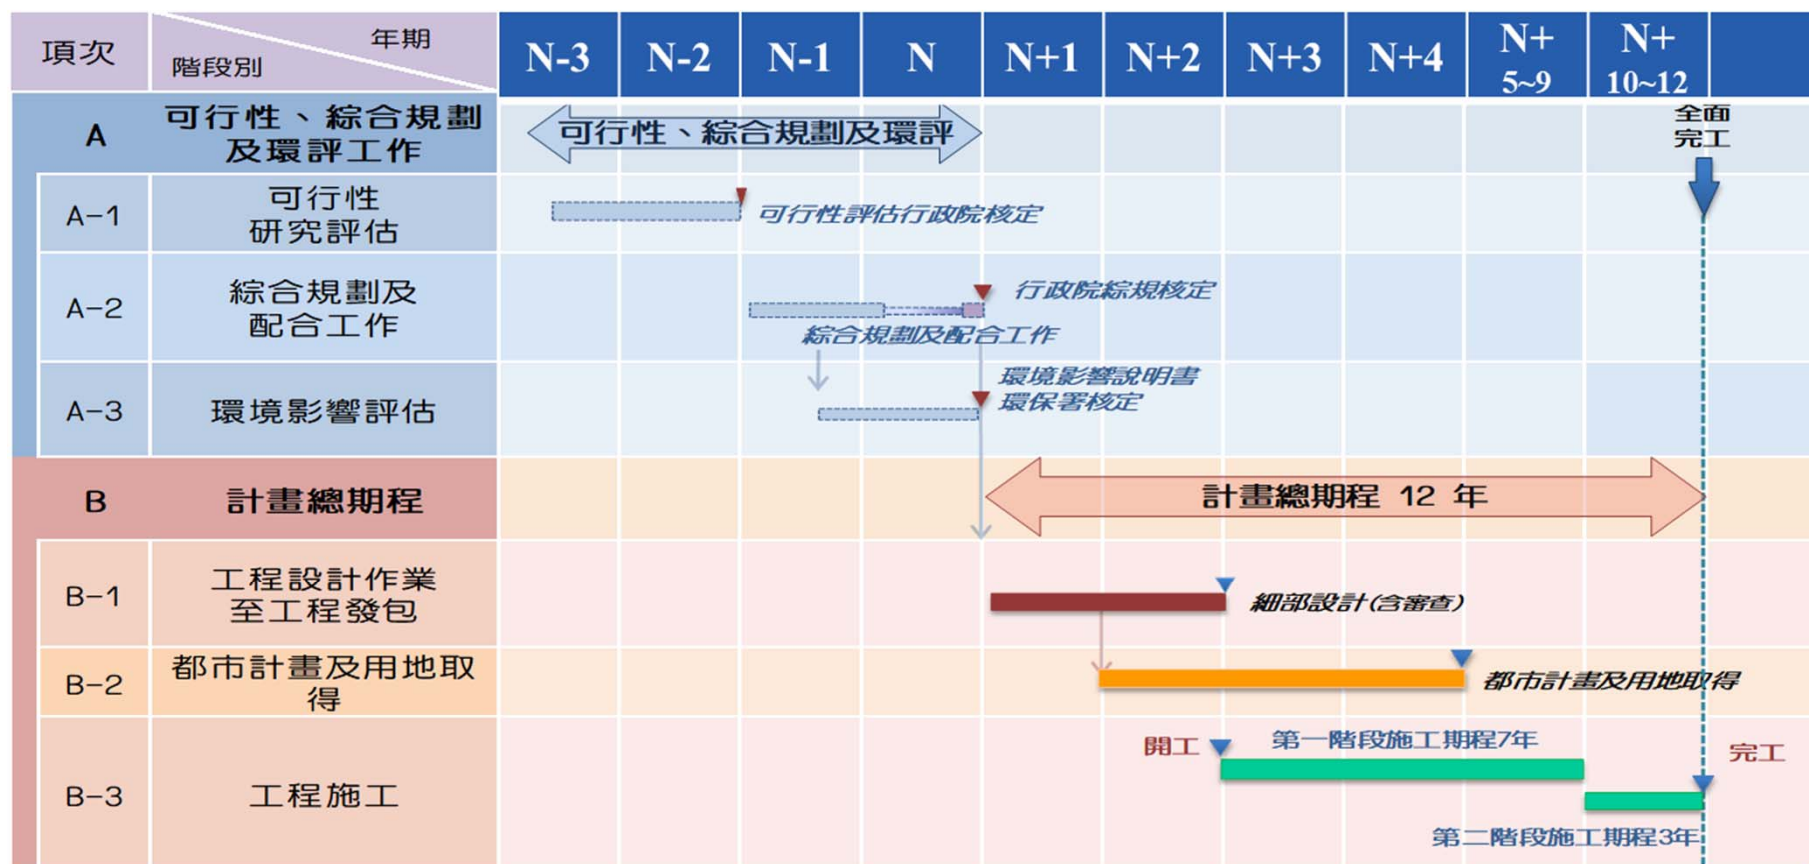 項次
年期
階段別
N-3
N-2
N-1
N
N+1
N+2
N+3
N+4
N+
5~9
N+
10~12
A
可行性、綜合規劃
及環評工作
可行性、綜合規劃及環評
全面
完工
A-1
可行性
研究評估
可行性評估行政院核定
A-2
綜合規劃及
配合工作
行政院綜規核定
綜合規劃及配合工作
A-3
環境影響評估
環境影響說明書
環保署核定
B
計畫總期程
計畫總期程 12 年
B-1
工程設計作業
至工程發包
細部設計(含審查)
B-2
都市計畫及用地取
得
都市計畫及用地取得
B-3
工程施工
開工
第一階段施工期程7年
完工
第二階段施工期程3年